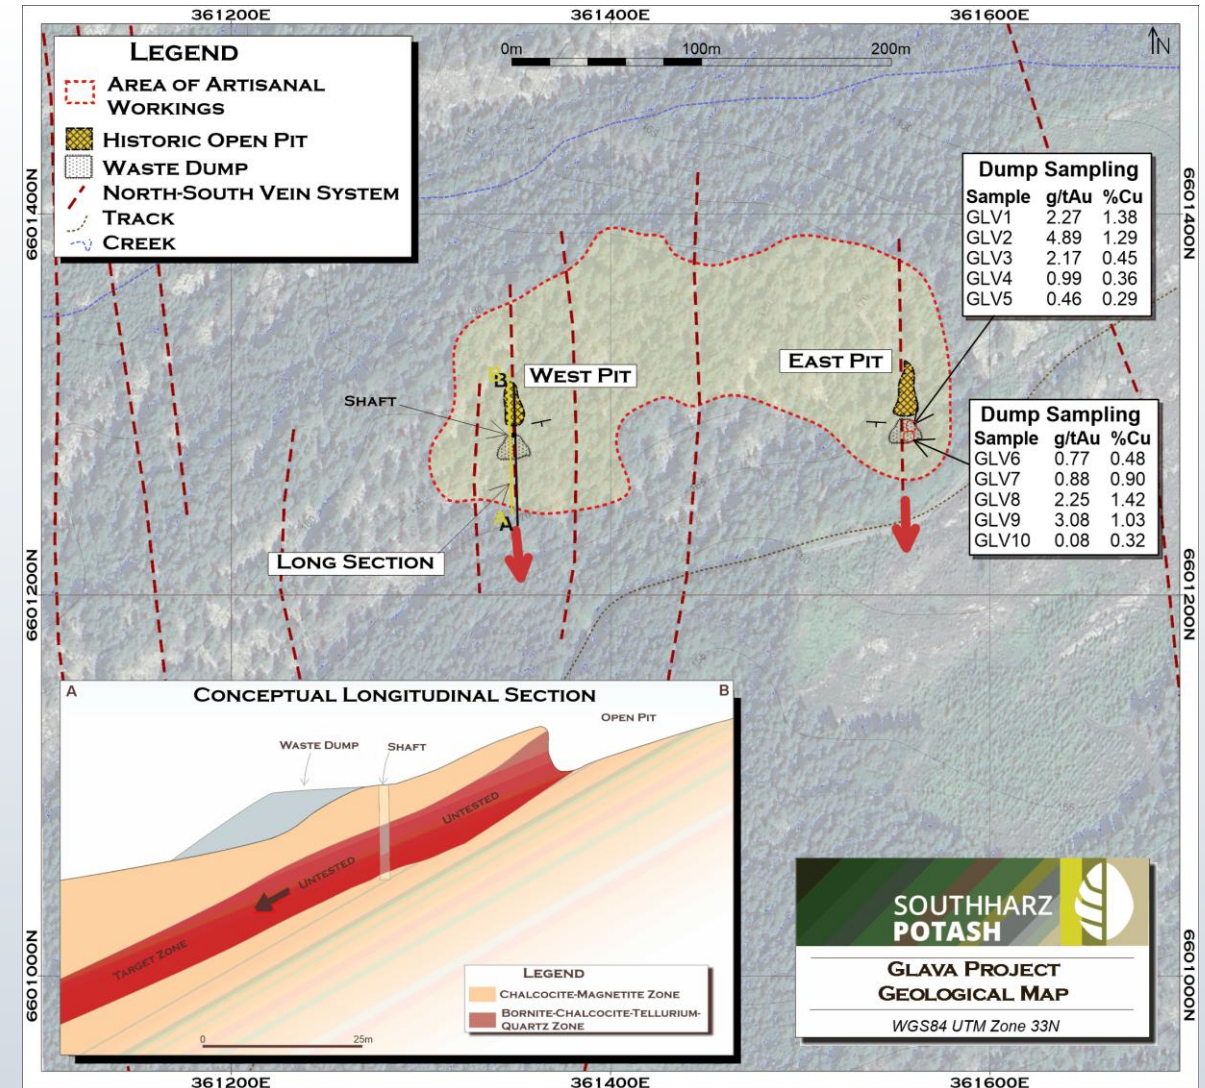 361200E
361400E
361600E
LEGEND
AREA OF ARTISANAL
WORKINGS
HISTORIC OPEN PIT
WASTE DUMP
NORTH-SOUTH VEIN SYSTEM
TRACK
CREEK
0m 100m 200m
N
6601400N
6601400N
Dump Sampling
Sample g/tAu %Cu
GLV1 2.27 1.38
GLV2 4.89 1.29
GLV3 2.17 0.45
GLV4 0.99 0.36
GLV5 0.46 0.29
WEST PIT
EAST PIT
B
SHAFT
A
LONG SECTION
Dump Sampling
Sample g/tAu %Cu
GLV6 0.77 0.48
GLV7 0.88 0.90
GLV8 2.25 1.42
GLV9 3.08 1.03
GLV10 0.08 0.32
6601200N
6601200N
A
CONCEPTUAL LONGITUDINAL SECTION
B
OPEN PIT
WASTE DUMP
SHAFT
UNTESTED
UNTESTED
TARGET ZONE
LEGEND
CHALCOCITE-MAGNETITE ZONE
BORNITE-CHALCOCITE-TELLURIUM-
QUARTZ ZONE
0 25m
SOUTHHARZ
POTASH
GLAVA PROJECT
GEOLOGICAL MAP
WGS84 UTM Zone 33N
6601000N
6601000N
361200E
361400E
361600E